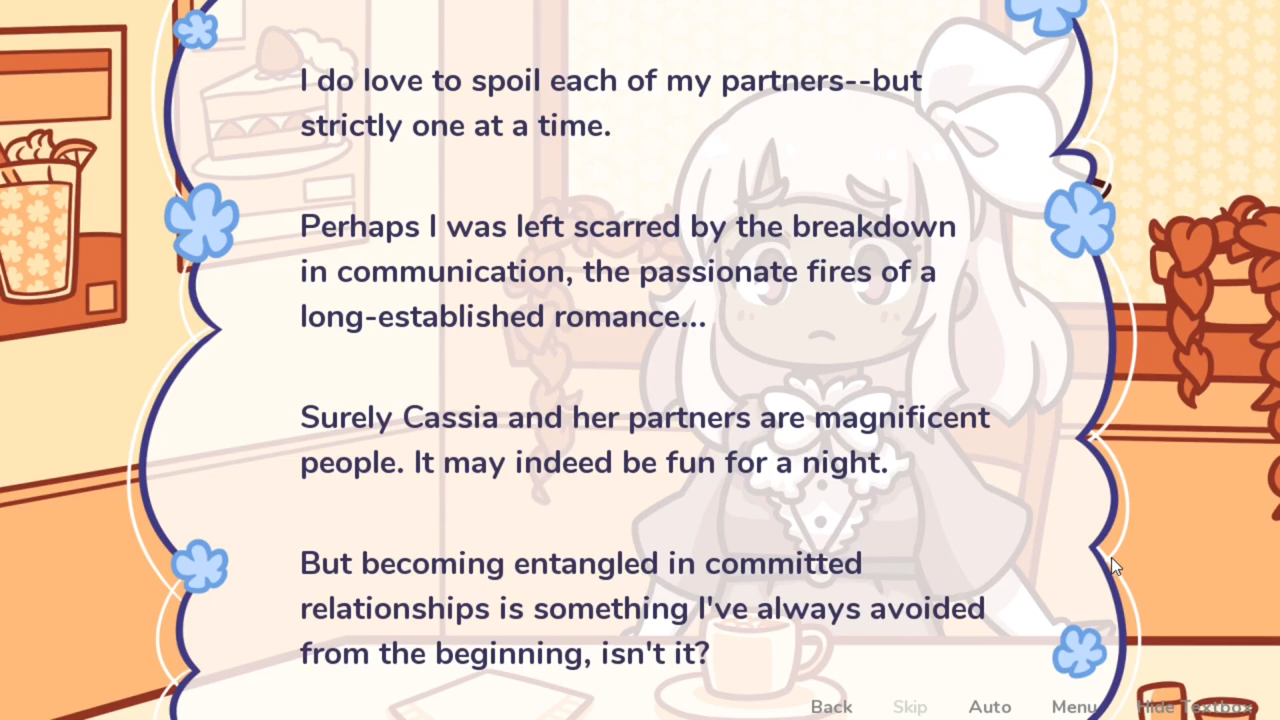 I do love to spoil each of my partners--but
strictly one at a time.
Perhaps I was left scarred by the breakdown
in communication, the passionate fires of a
long-established romance...
Surely Cassia and her partners are magnificent
people. It may indeed be fun for a night.
But becoming entangled in committed
relationships is something I've always avoided
from the beginning, isn't it?
Back Skip Auto Menu Hide Textbox